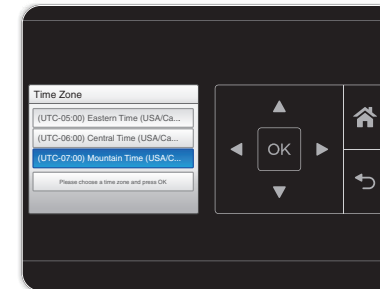 Time Zone
(UTC-05:00) Eastern Time (USA/Ca...
(UTC-06:00) Central Time (USA/Ca...
(UTC-07:00) Mountain Time (USA/C...
Please choose a time zone and press OK
OK